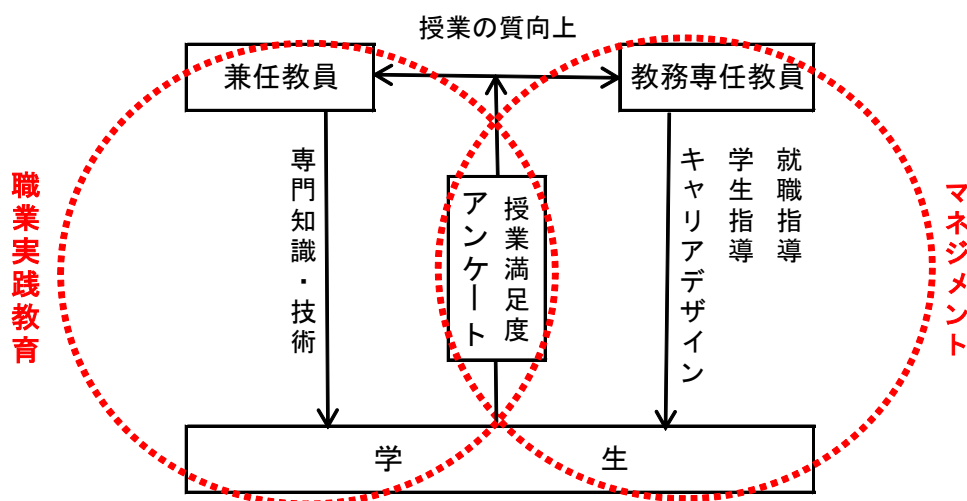 授業の質向上
兼任教員
教務専任教員
職業実践教育
専門知識・技術
授業満足度
アンケート
就職指導
学生指導
キャリアデザイン
マネジメント
学生